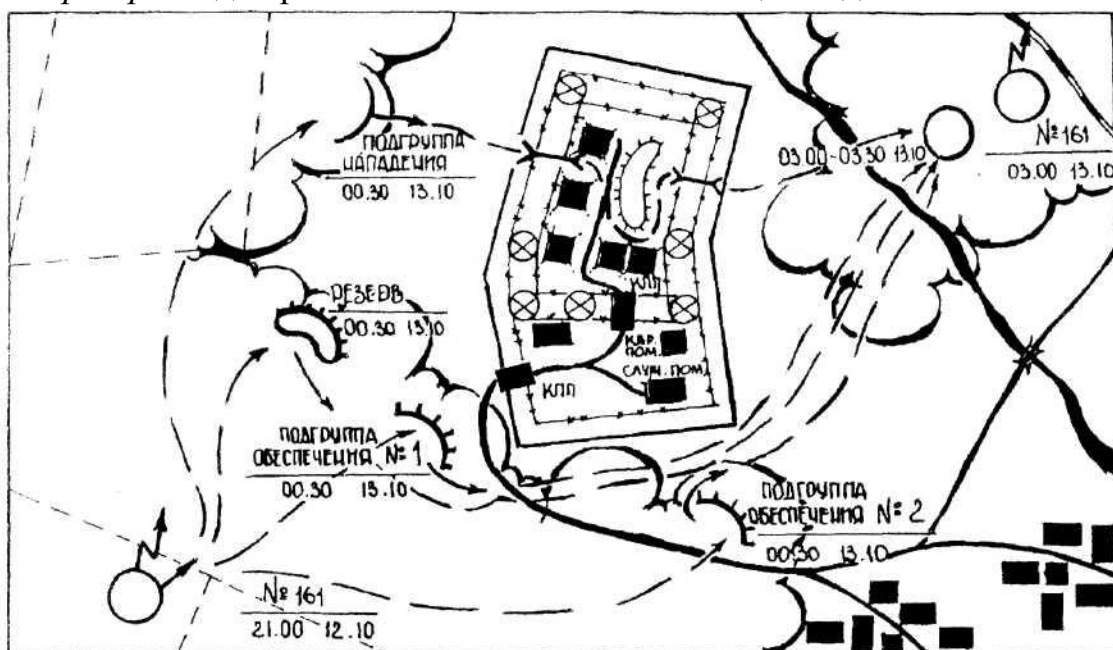 ПОДГРУППА
НАПАДЕНИЯ
00.30 13.10
03.00-03.30 13.10
№ 161
03.00 13.10
РЕЗЕРВ
00.30 13.10
КПП
КАР.
ПОМ.
СЛУЖ. ПОМ.
КПП
ПОДГРУППА
ОБЕСПЕЧЕНИЯ № 1
00.30 13.10
ПОДГРУППА
ОБЕСПЕЧЕНИЯ № 2
00.30 13.10
№ 161
21.00 12.10